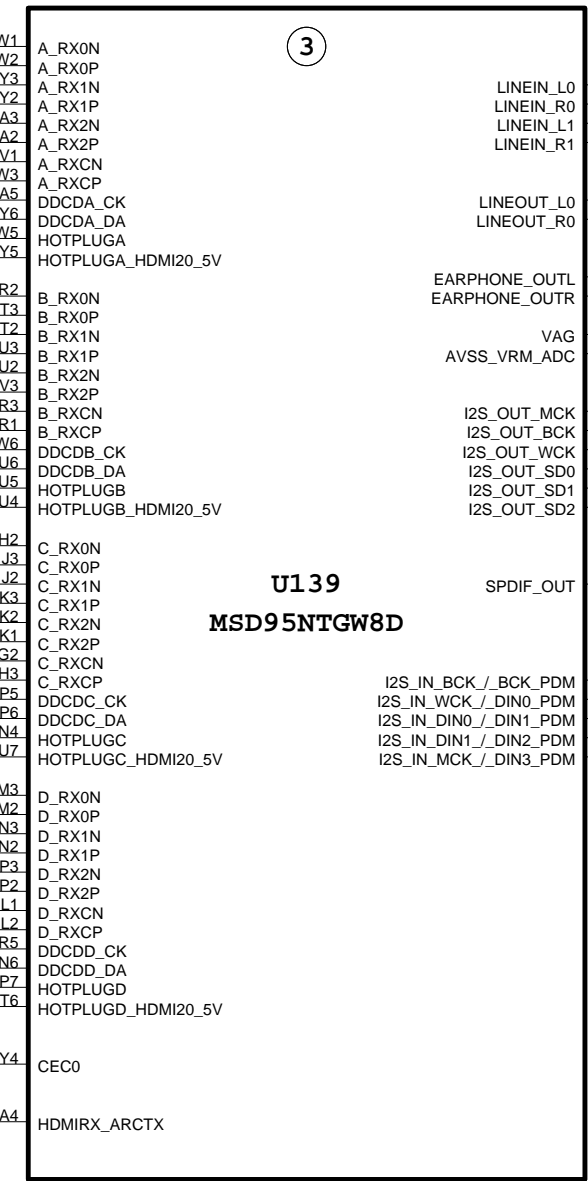 3
W1 A_RX0N
W2 A_RX0P
Y3 A_RX1N
Y2 A_RX1P
A3 A_RX2N
A2 A_RX2P
V1 A_RXCN
W3 A_RXCP
A5 DDCDA_CK
Y6 DDCDA_DA
W5 HOTPLUGA
Y5 HOTPLUGA_HDMI20_5V
R2 B_RX0N
T3 B_RX0P
T2 B_RX1N
U3 B_RX1P
U2 B_RX2N
V3 B_RX2P
R3 B_RXCN
R1 B_RXCP
W6 DDCDB_CK
U6 DDCDB_DA
U5 HOTPLUGB
U4 HOTPLUGB_HDMI20_5V
H2 C_RX0N
J3 C_RX0P
J2 C_RX1N
K3 C_RX1P
K2 C_RX2N
K1 C_RX2P
G2 C_RXCN
H3 C_RXCP
P5 DDCDC_CK
P6 DDCDC_DA
N4 HOTPLUGC
U7 HOTPLUGC_HDMI20_5V
M3 D_RX0N
M2 D_RX0P
N3 D_RX1N
N2 D_RX1P
P3 D_RX2N
P2 D_RX2P
L1 D_RXCN
L2 D_RXCP
R5 DDCDD_CK
N6 DDCDD_DA
P7 HOTPLUGD
T6 HOTPLUGD_HDMI20_5V
Y4 CEC0
A4 HDMIRX_ARCTX
U139
MSD95NTGW8D
LINEIN_L0
LINEIN_R0
LINEIN_L1
LINEIN_R1
LINEOUT_L0
LINEOUT_R0
EARPHONE_OUTL
EARPHONE_OUTR
VAG
AVSS_VRM_ADC
I2S_OUT_MCK
I2S_OUT_BCK
I2S_OUT_WCK
I2S_OUT_SD0
I2S_OUT_SD1
I2S_OUT_SD2
SPDIF_OUT
I2S_IN_BCK_/_BCK_PDM
I2S_IN_WCK_/_DIN0_PDM
I2S_IN_DIN0_/_DIN1_PDM
I2S_IN_DIN1_/_DIN2_PDM
I2S_IN_MCK_/_DIN3_PDM